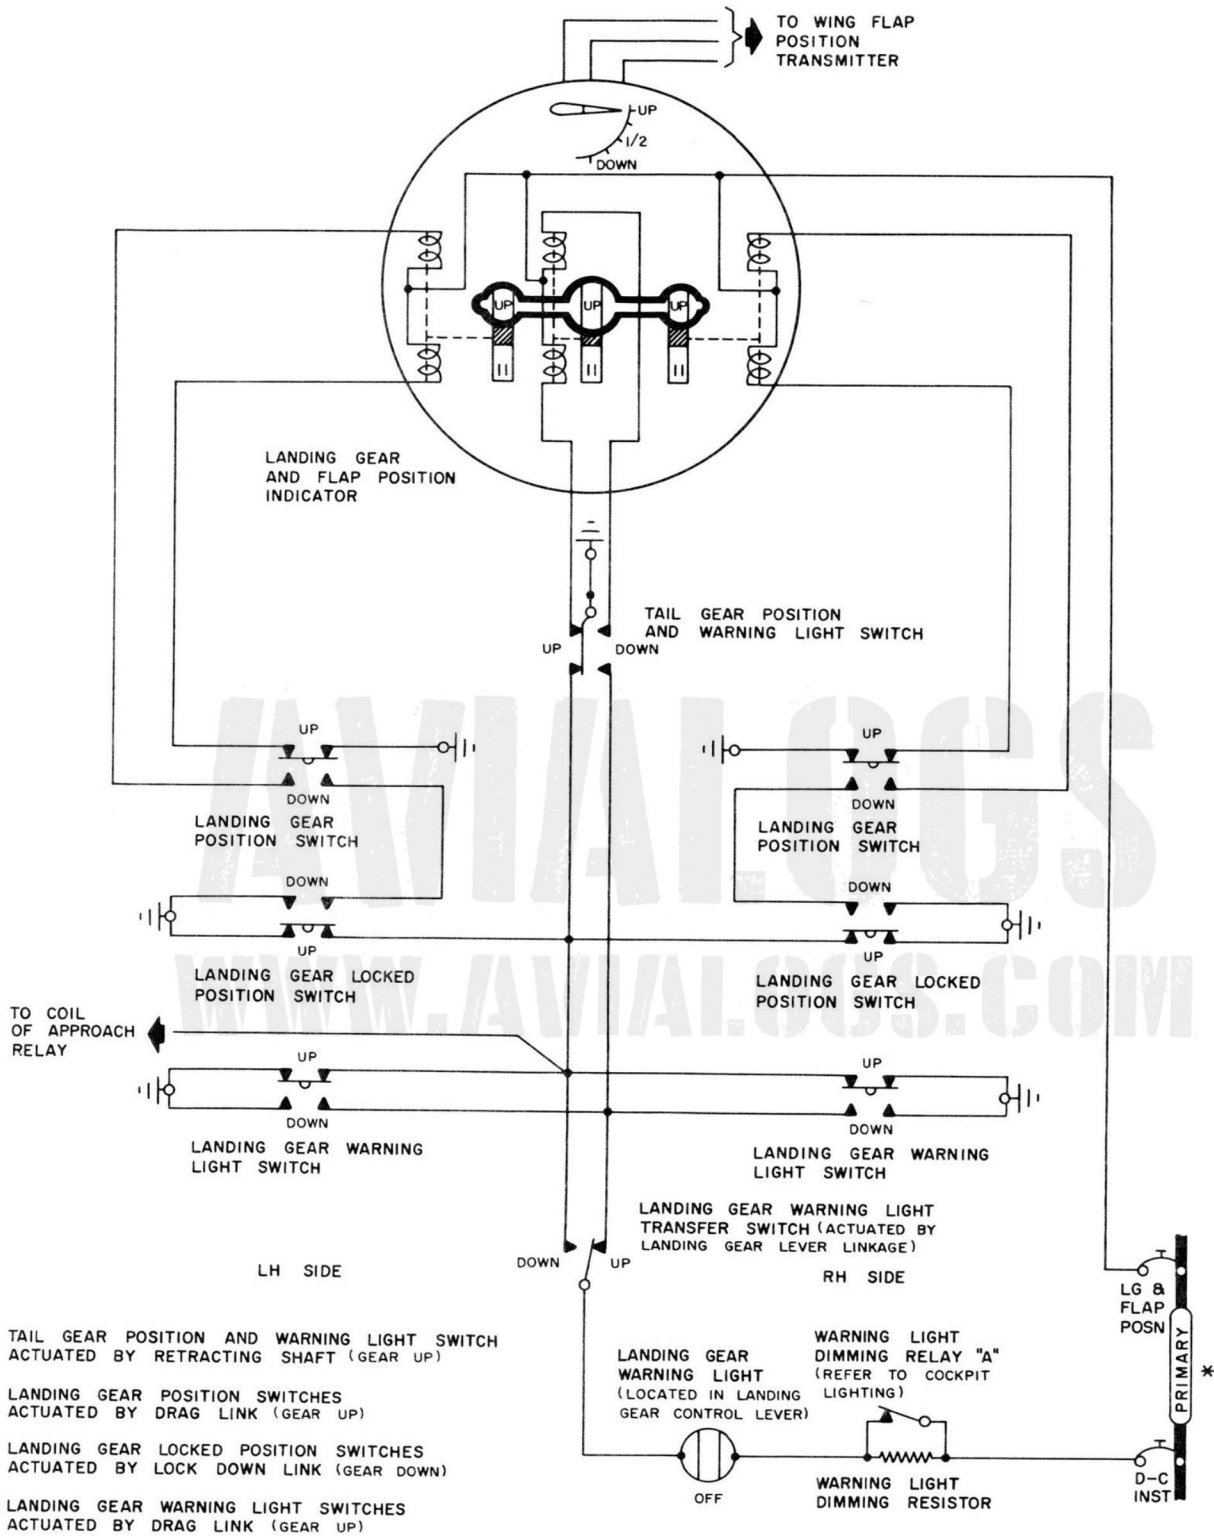 TO WING FLAP
POSITION
TRANSMITTER
UP
1/2
DOWN
UP
UP
UP
LANDING GEAR
AND FLAP POSITION
INDICATOR
TAIL GEAR POSITION
AND WARNING LIGHT SWITCH
UP
DOWN
AVIALOGS
UP
DOWN
LANDING GEAR
POSITION SWITCH
UP
DOWN
LANDING GEAR
POSITION SWITCH
DOWN
UP
LANDING GEAR LOCKED
POSITION SWITCH
DOWN
UP
LANDING GEAR LOCKED
POSITION SWITCH
WWW.AVIALOGS.COM
TO COIL
OF APPROACH
RELAY
UP
DOWN
LANDING GEAR WARNING
LIGHT SWITCH
UP
DOWN
LANDING GEAR WARNING
LIGHT SWITCH
LANDING GEAR WARNING LIGHT
TRANSFER SWITCH (ACTUATED BY
LANDING GEAR LEVER LINKAGE)
DOWN
UP
LH SIDE
RH SIDE
LG &
FLAP
POSN
PRIMARY
*
TAIL GEAR POSITION AND WARNING LIGHT SWITCH
ACTUATED BY RETRACTING SHAFT (GEAR UP)
LANDING GEAR POSITION SWITCHES
ACTUATED BY DRAG LINK (GEAR UP)
LANDING GEAR LOCKED POSITION SWITCHES
ACTUATED BY LOCK DOWN LINK (GEAR DOWN)
LANDING GEAR WARNING LIGHT SWITCHES
ACTUATED BY DRAG LINK (GEAR UP)
LANDING GEAR
WARNING LIGHT
(LOCATED IN LANDING
GEAR CONTROL LEVER)
OFF
WARNING LIGHT
DIMMING RELAY "A"
(REFER TO COCKPIT
LIGHTING)
WARNING LIGHT
DIMMING RESISTOR
D-C
INST